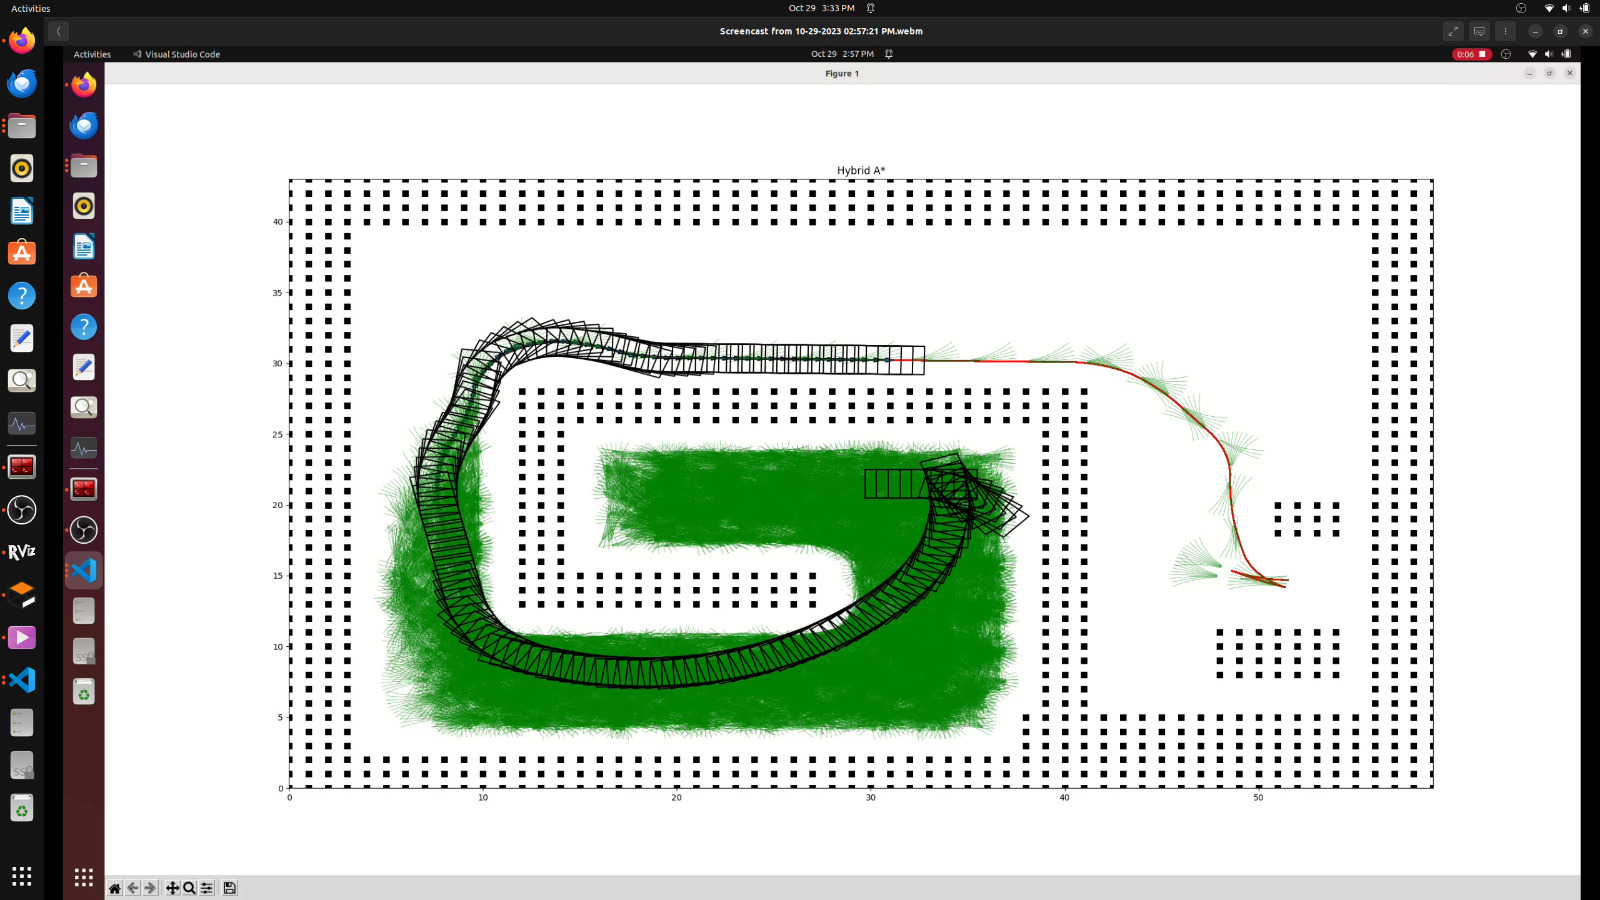 Activities
Oct 29 3:33 PM
Screencast from 10-29-2023 02:57:21 PM.webm
Activities
Visual Studio Code
Oct 29 2:57 PM
0:06
Figure 1
Hybrid A*
40
35
30
25
20
15
10
5
0
0
10
20
30
40
50
RViz